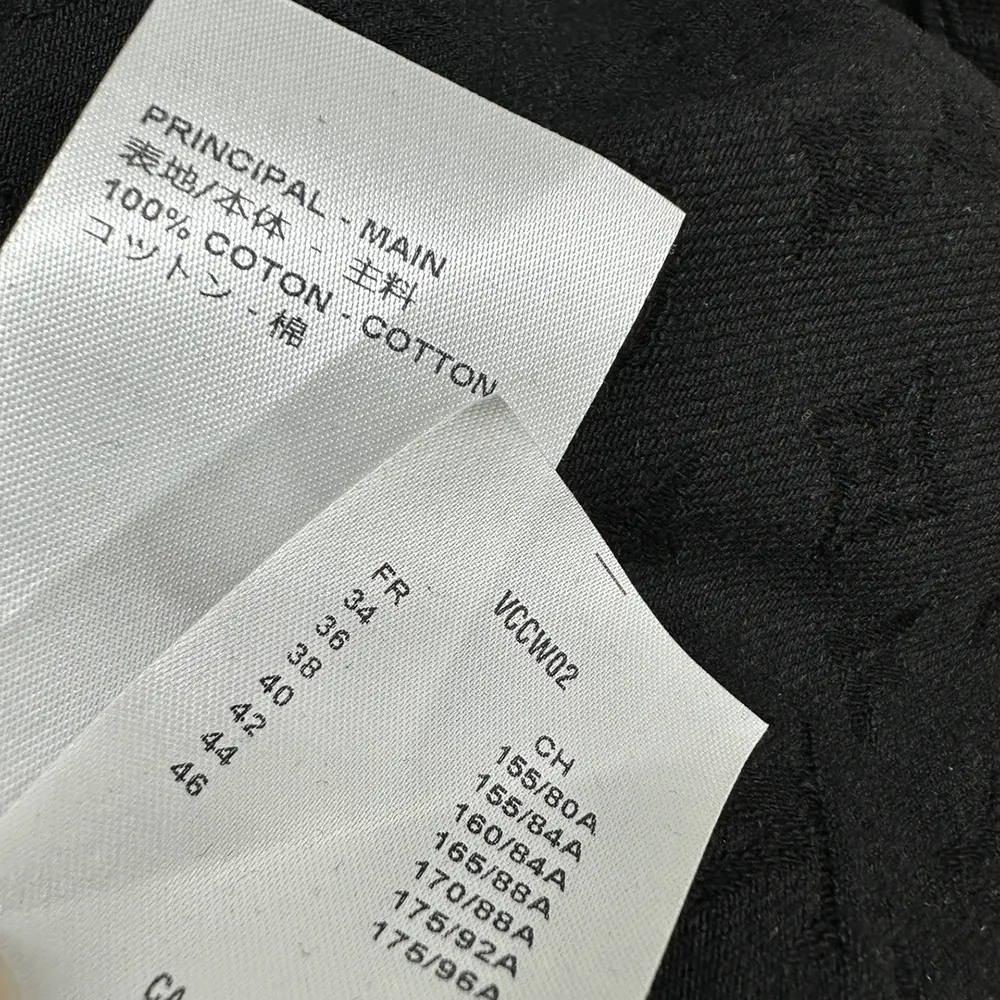 PRINCIPAL - MAIN
表地/本体 - 主料
100% COTON - COTTON
コットン - 棉
VCCW02
FR CH
34 155/80A
36 155/84A
38 160/84A
40 165/88A
42 170/88A
44 175/92A
46 175/96A
CA